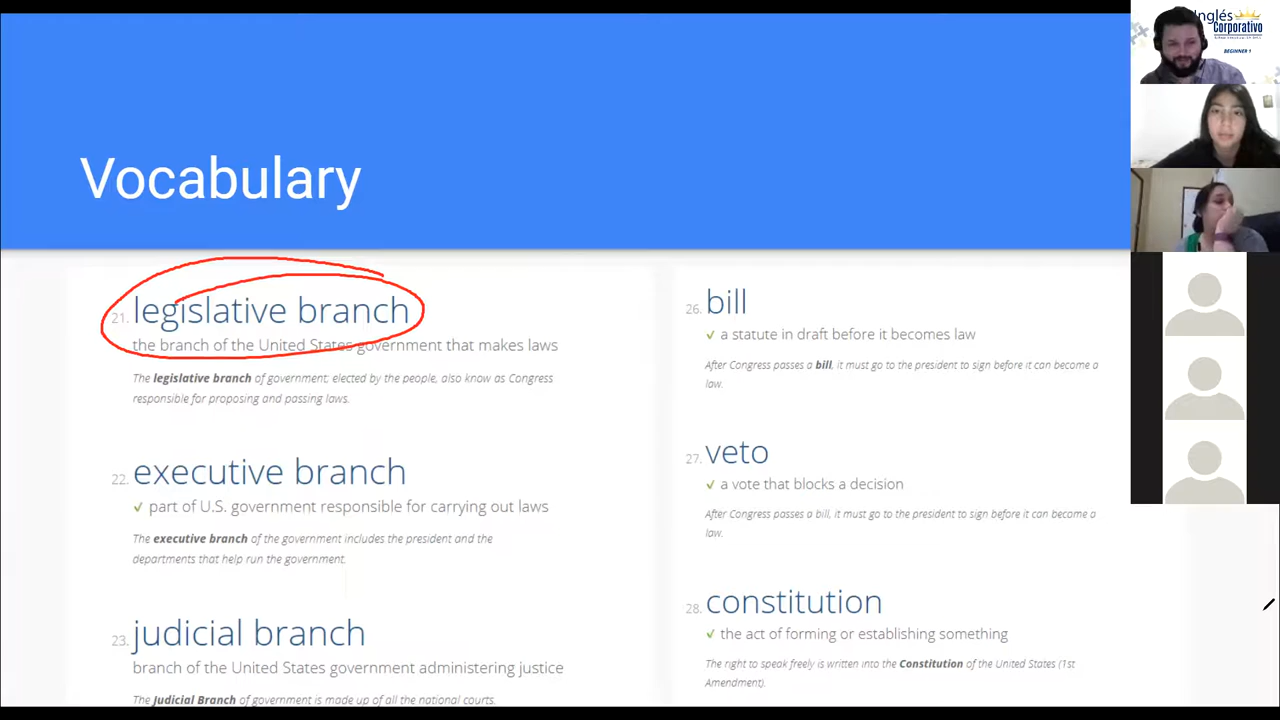 Vocabulary
21. legislative branch
the branch of the United States government that makes laws
The legislative branch of government; elected by the people, also know as Congress
responsible for proposing and passing laws.
22. executive branch
✓ part of U.S. government responsible for carrying out laws
The executive branch of the government includes the president and the
departments that help run the government.
23. judicial branch
branch of the United States government administering justice
The Judicial Branch of government is made up of all the national courts.
26. bill
✓ a statute in draft before it becomes law
After Congress passes a bill, it must go to the president to sign before it can become a
law.
27. veto
✓ a vote that blocks a decision
After Congress passes a bill, it must go to the president to sign before it can become a
law.
28. constitution
✓ the act of forming or establishing something
The right to speak freely is written into the Constitution of the United States (1st
Amendment).
Inglés
Corporativo
BEGINNER 1